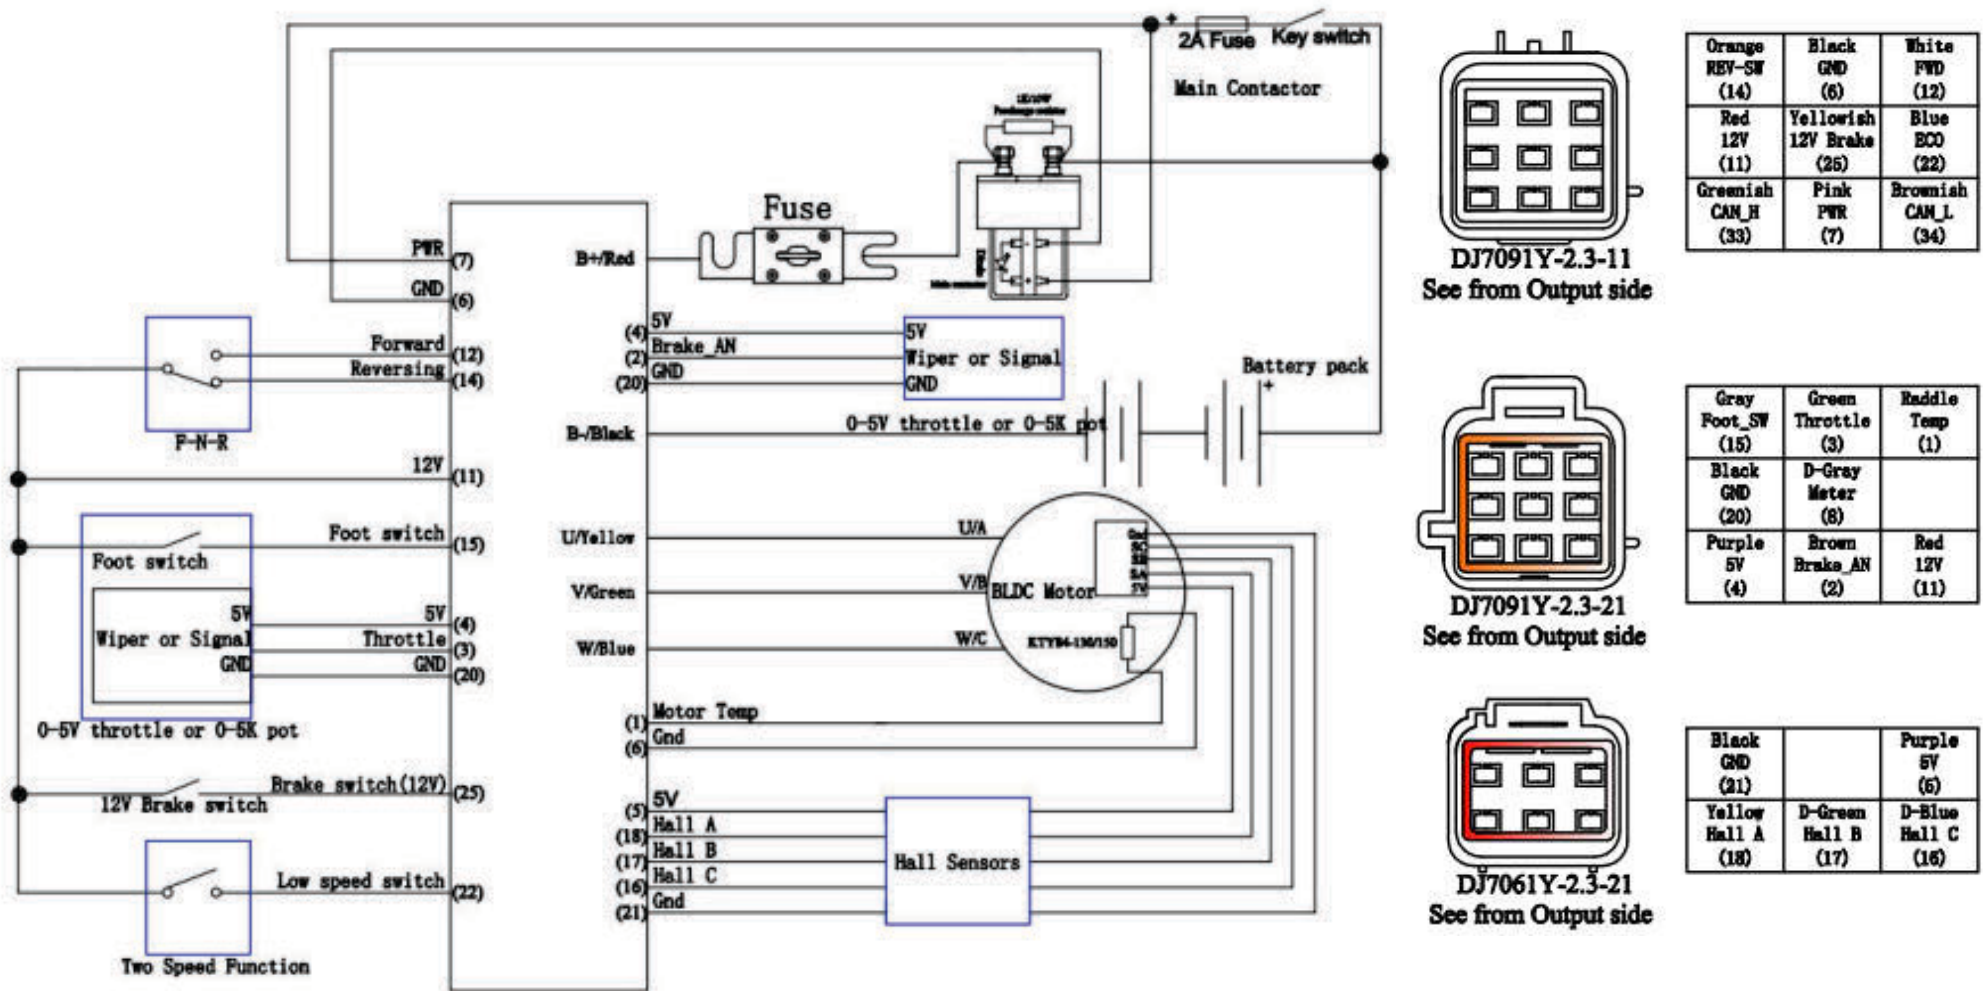 +
2A Fuse Key switch
Main Contactor
Fuse
PWR
(7)
GND
(6)
B+/Red
Main contactor
Forward
(12)
Reversing
(14)
F-N-R
5V
(4)
Brake_AN
(2)
GND
(20)
5V
Wiper or Signal
GND
0-5V throttle or 0-5K pot
Battery pack
+
B-/Black
12V
(11)
Foot switch
(15)
Foot switch
5V
Wiper or Signal
GND
5V
(4)
Throttle
(3)
GND
(20)
0-5V throttle or 0-5K pot
12V Brake switch
Brake switch(12V)
(25)
Low speed switch
(22)
Two Speed Function
U/Yellow
U/A
V/Green
V/B
BLDC Motor
W/Blue
W/C
KTY84-130/150
Motor Temp
(1)
Gnd
(6)
5V
(5)
Hall A
(18)
Hall B
(17)
Hall C
(16)
Gnd
(21)
Hall Sensors
DJ7091Y-2.3-11
See from Output side
Orange Black White
REV-SW GND FWD
(14) (6) (12)
Red Yellowish Blue
12V 12V Brake ECO
(11) (25) (22)
Greenish Pink Brownish
CAN_H PWR CAN_L
(33) (7) (34)
DJ7091Y-2.3-21
See from Output side
Gray Green Raddle
Foot_SW Throttle Temp
(15) (3) (1)
Black D-Gray
GND Meter
(20) (8)
Purple Brown Red
5V Brake_AN 12V
(4) (2) (11)
DJ7061Y-2.3-21
See from Output side
Black Purple
GND 5V
(21) (5)
Yellow D-Green D-Blue
Hall A Hall B Hall C
(18) (17) (16)